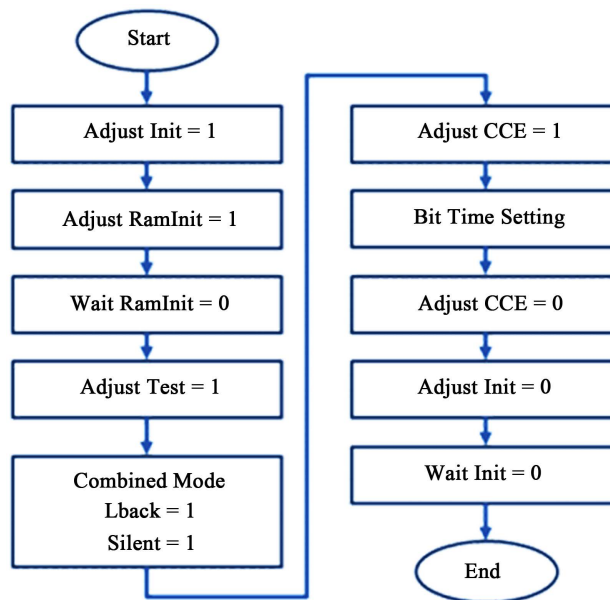 Start
Adjust Init = 1
Adjust RamInit = 1
Wait RamInit = 0
Adjust Test = 1
Combined Mode
Lback = 1
Silent = 1
Adjust CCE = 1
Bit Time Setting
Adjust CCE = 0
Adjust Init = 0
Wait Init = 0
End